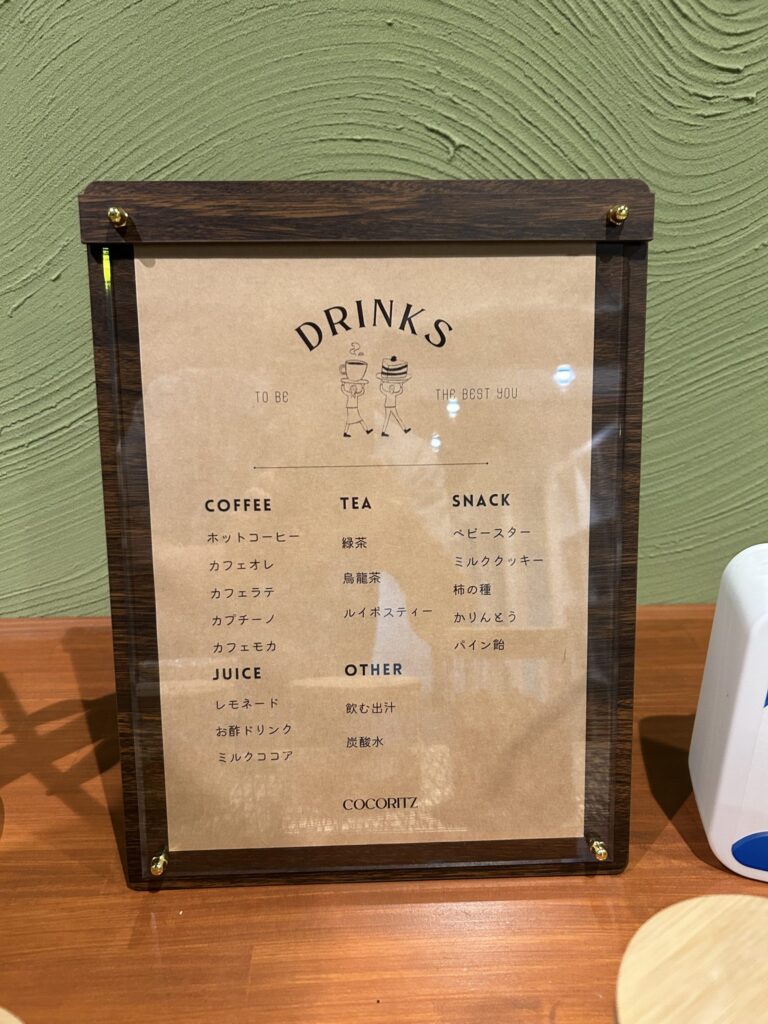 DRINKS
TO BE
THE BEST YOU
COFFEE
ホットコーヒー
カフェオレ
カフェラテ
カプチーノ
カフェモカ
TEA
緑茶
烏龍茶
ルイボスティー
SNACK
ベビースター
ミルククッキー
柿の種
かりんとう
パイン飴
JUICE
レモネード
お酢ドリンク
ミルクココア
OTHER
飲む出汁
炭酸水
COCORITZ